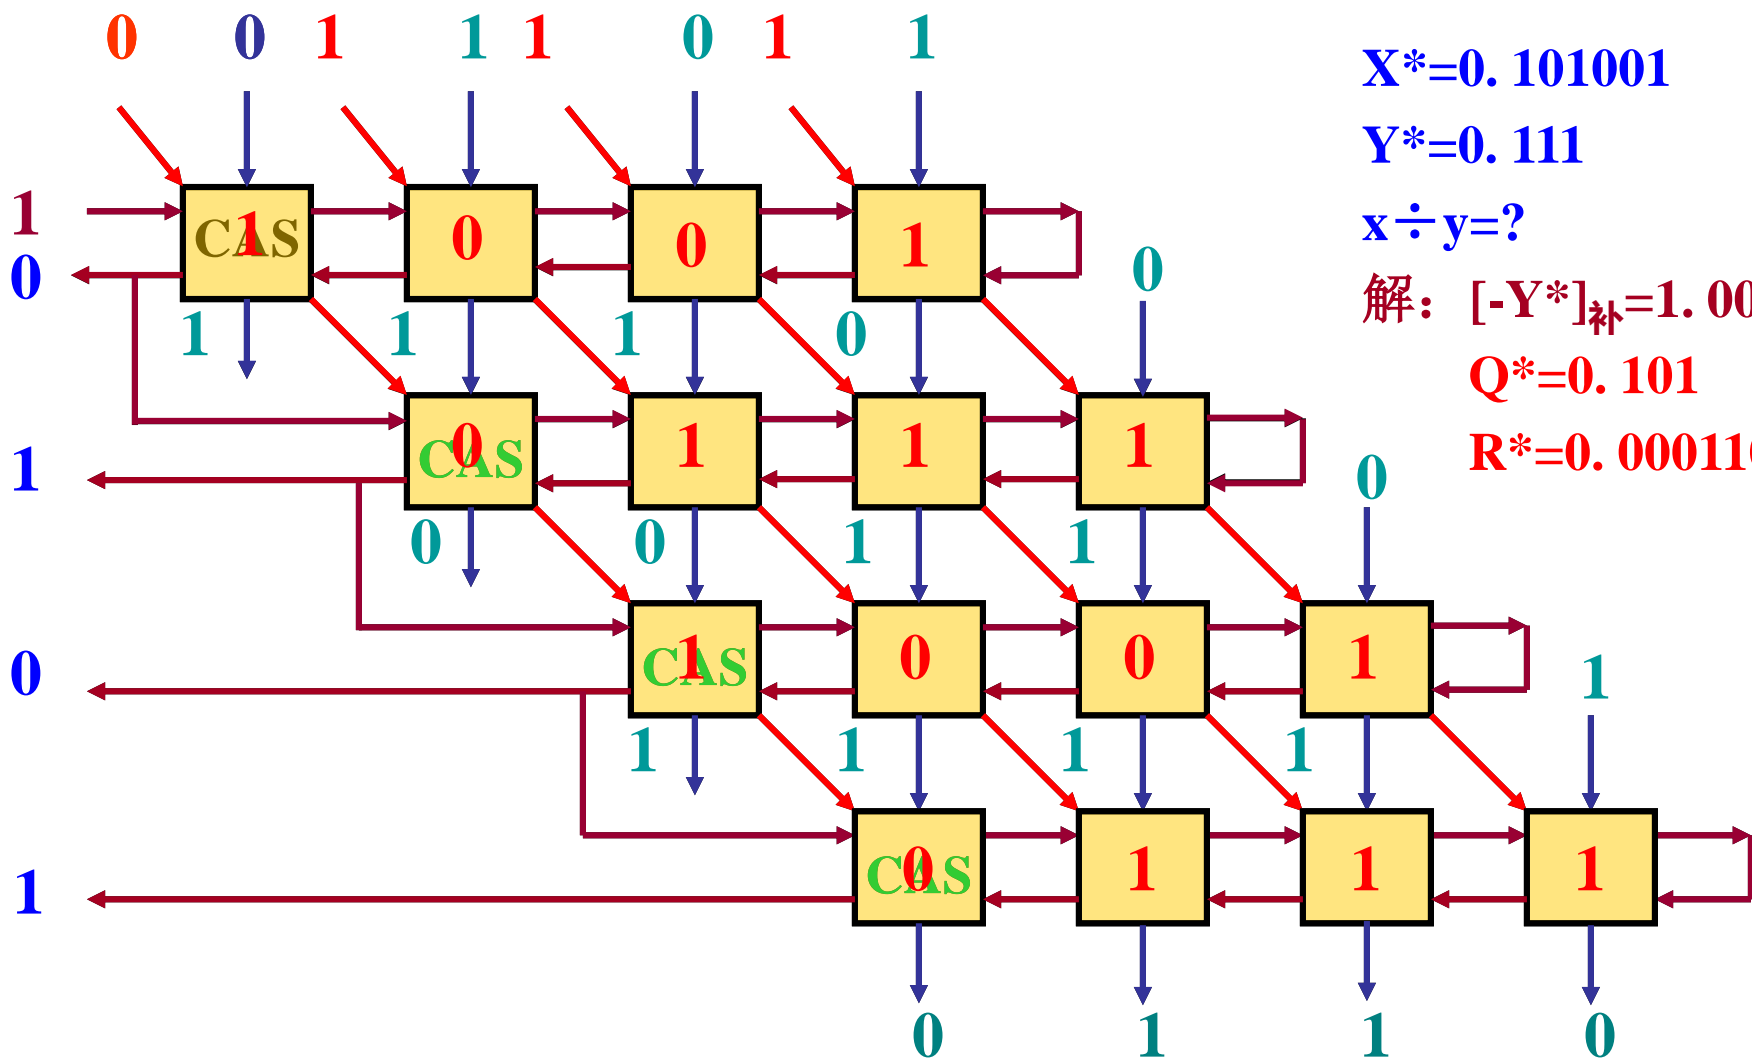 0 0 1 1 1 0 1 1
X*=0. 101001
Y*=0. 111
x÷y=?
解：[-Y*]补=1. 00
Q*=0. 101
R*=0. 00011
1
CAS 1 0 0 1
0
0
1 1 1 0
CAS 0 1 1 1
1
0
0 0 1 1
CAS 1 0 0 1
0
1
1 1 1 1
CAS 0 1 1 1
1
0 1 1 0